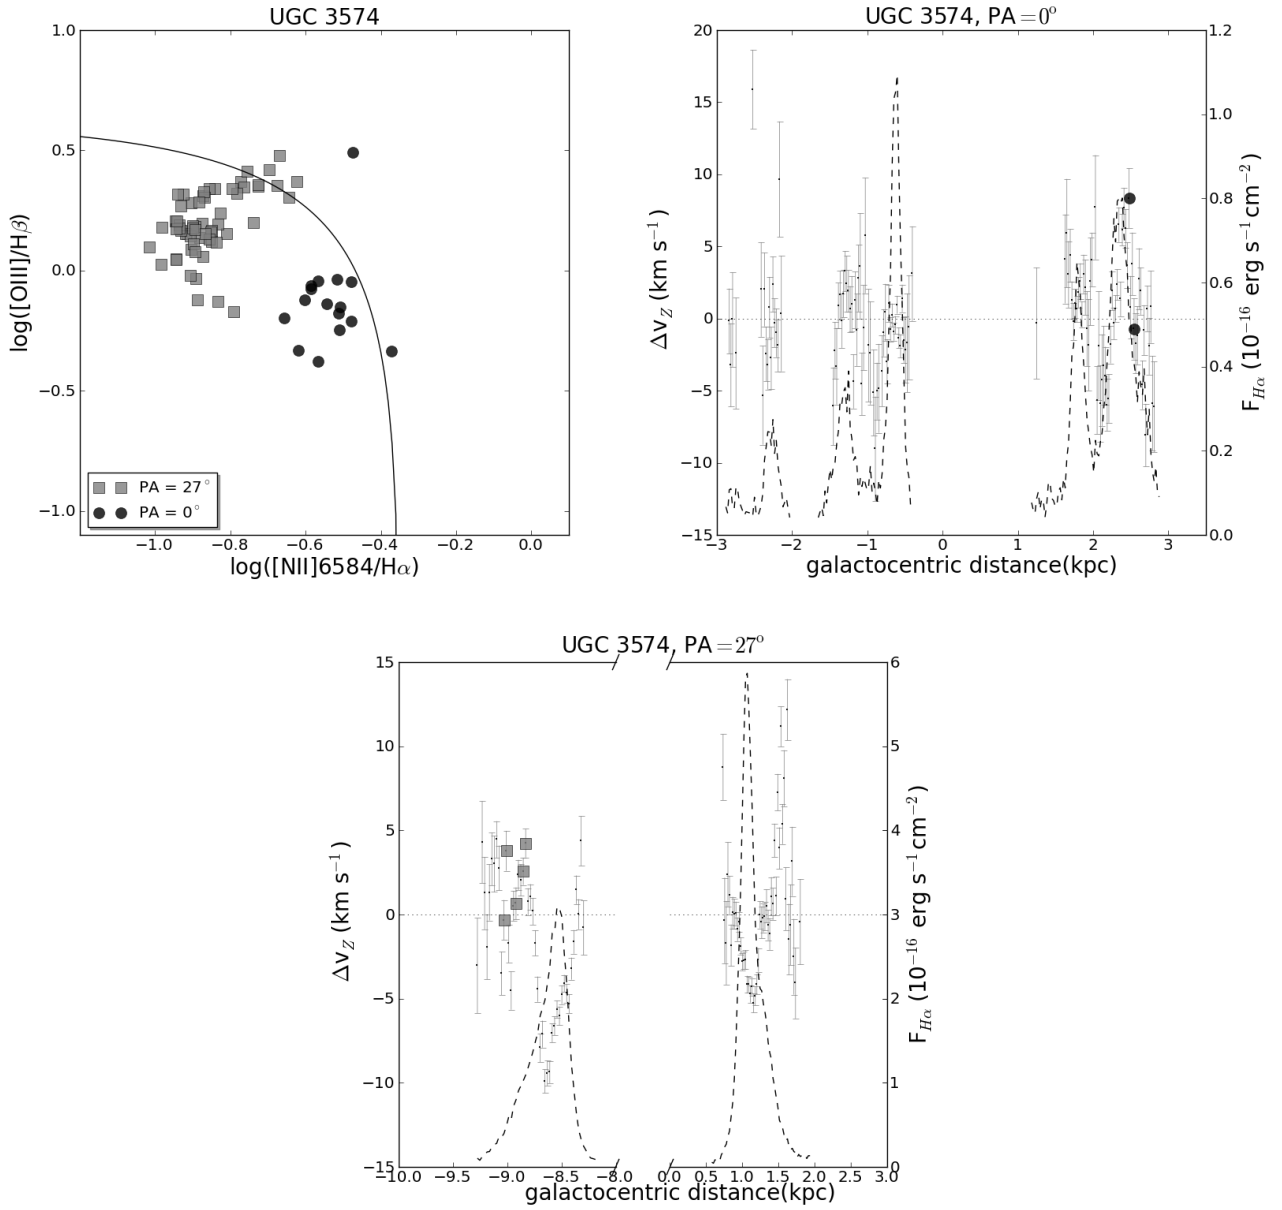 UGC 3574
1.0
0.5
0.0
−0.5
−1.0
log([OIII]/Hβ)
PA = 27°
PA = 0°
−1.0 −0.8 −0.6 −0.4 −0.2 0.0
log([NII]6584/Hα)
UGC 3574, PA = 0°
20
15
10
5
0
−5
−10
−15
Δv_Z (km s⁻¹)
1.2
1.0
0.8
0.6
0.4
0.2
0.0
F_Hα (10⁻¹⁶ erg s⁻¹ cm⁻²)
−3 −2 −1 0 1 2 3
galactocentric distance(kpc)
UGC 3574, PA = 27°
15
10
5
0
−5
−10
−15
Δv_Z (km s⁻¹)
6
5
4
3
2
1
0
F_Hα (10⁻¹⁶ erg s⁻¹ cm⁻²)
−10.0 −9.5 −9.0 −8.5 −8.0 0.0 0.5 1.0 1.5 2.0 2.5 3.0
galactocentric distance(kpc)